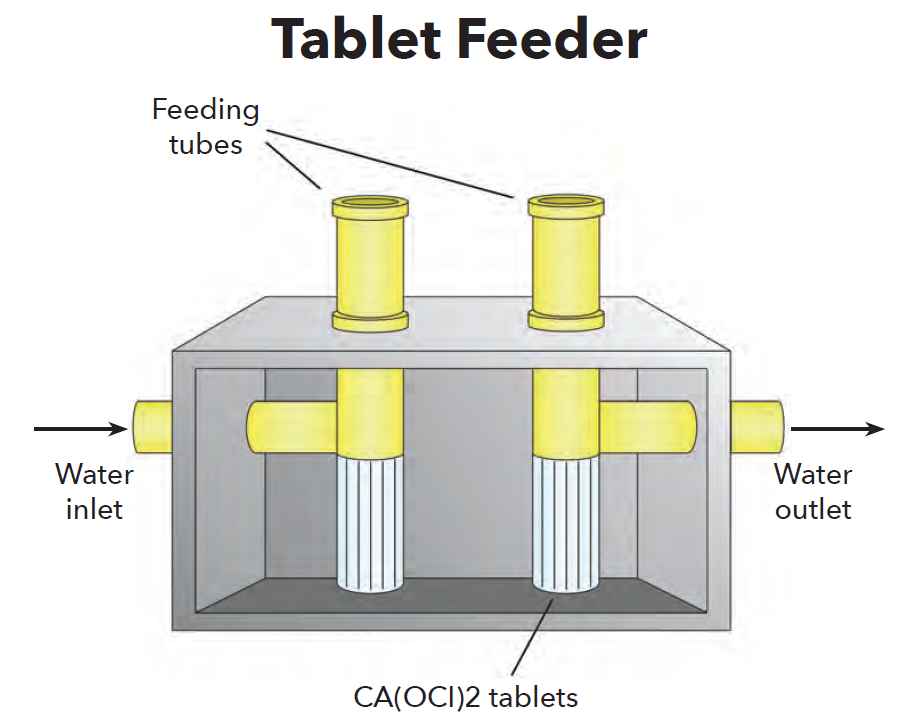 Tablet Feeder
Feeding
tubes
Water
inlet
Water
outlet
CA(OCI)2 tablets